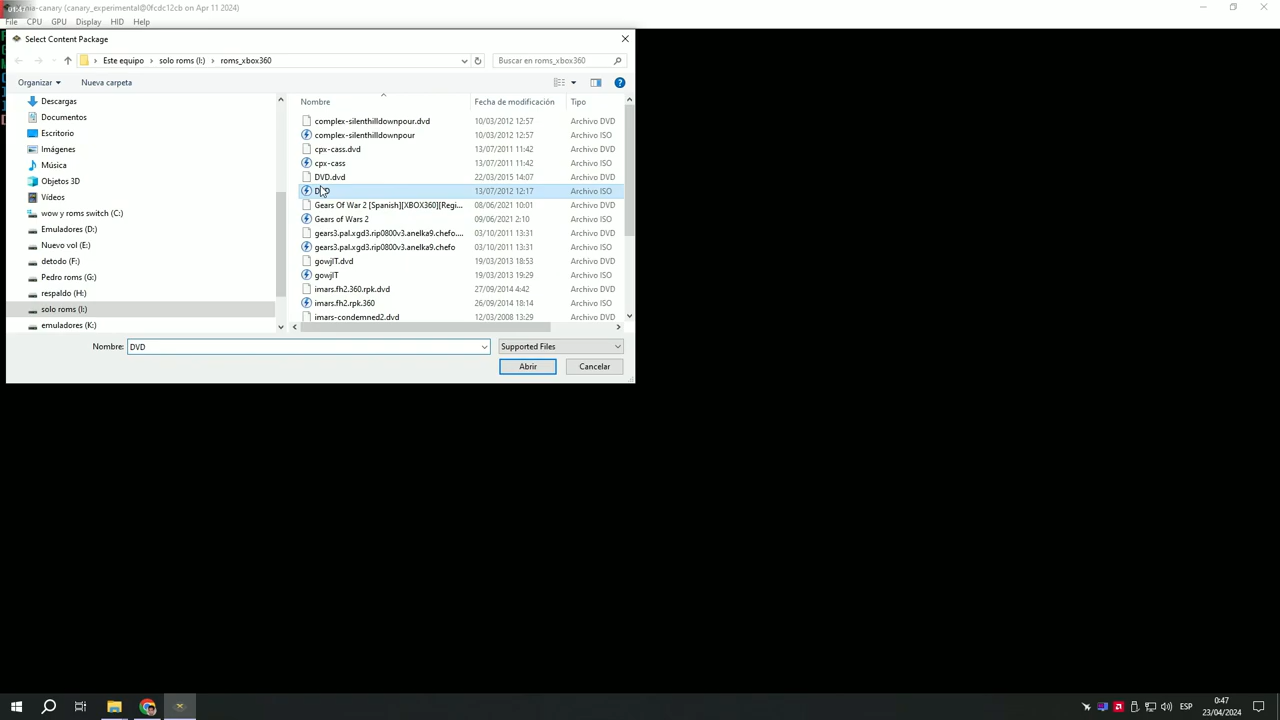 nia-canary (canary_experimental@0fcdc12cb on Apr 11 2024)
File CPU GPU Display HID Help
Select Content Package
Este equipo > solo roms (I:) > roms_xbox360
Buscar en roms_xbox360
Organizar Nueva carpeta
Descargas
Documentos
Escritorio
Imágenes
Música
Objetos 3D
Vídeos
wow y roms switch (C:)
Emuladores (D:)
Nuevo vol (E:)
detodo (F:)
Pedro roms (G:)
respaldo (H:)
solo roms (I:)
emuladores (K:)
Nombre Fecha de modificación Tipo
complex-silenthilldownpour.dvd 10/03/2012 12:57 Archivo DVD
complex-silenthilldownpour 10/03/2012 12:57 Archivo ISO
cpx-cass.dvd 13/07/2011 11:42 Archivo DVD
cpx-cass 13/07/2011 11:42 Archivo ISO
DVD.dvd 22/03/2015 14:07 Archivo DVD
DVD 13/07/2012 12:17 Archivo ISO
Gears Of War 2 [Spanish][XBOX360][Regi... 08/06/2021 10:01 Archivo DVD
Gears of Wars 2 09/06/2021 2:10 Archivo ISO
gears3.pal.xgd3.rip0800v3.anelka9.chefo.... 03/10/2011 13:31 Archivo DVD
gears3.pal.xgd3.rip0800v3.anelka9.chefo 03/10/2011 13:31 Archivo ISO
gowjIT.dvd 19/03/2013 18:53 Archivo DVD
gowjIT 19/03/2013 19:29 Archivo ISO
imars.fh2.360.rpk.dvd 27/09/2014 4:42 Archivo DVD
imars.fh2.rpk.360 26/09/2014 18:14 Archivo ISO
imars-condemned2.dvd 12/03/2008 13:29 Archivo DVD
Nombre: DVD Supported Files
Abrir Cancelar
ESP
0:47
23/04/2024